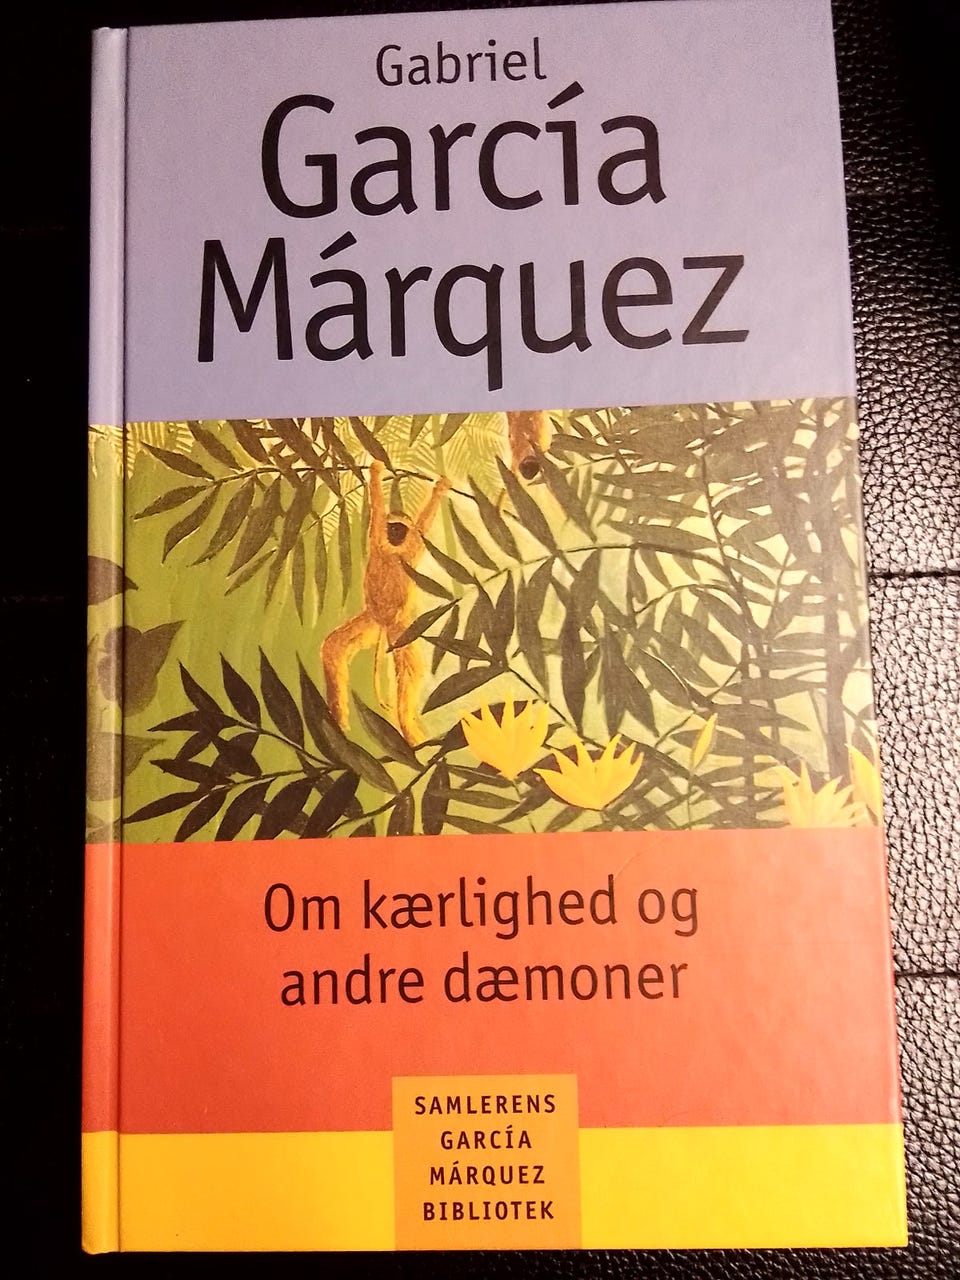 Gabriel
García
Márquez
Om kærlighed og
andre dæmoner
SAMLERENS
GARCÍA
MÁRQUEZ
BIBLIOTEK